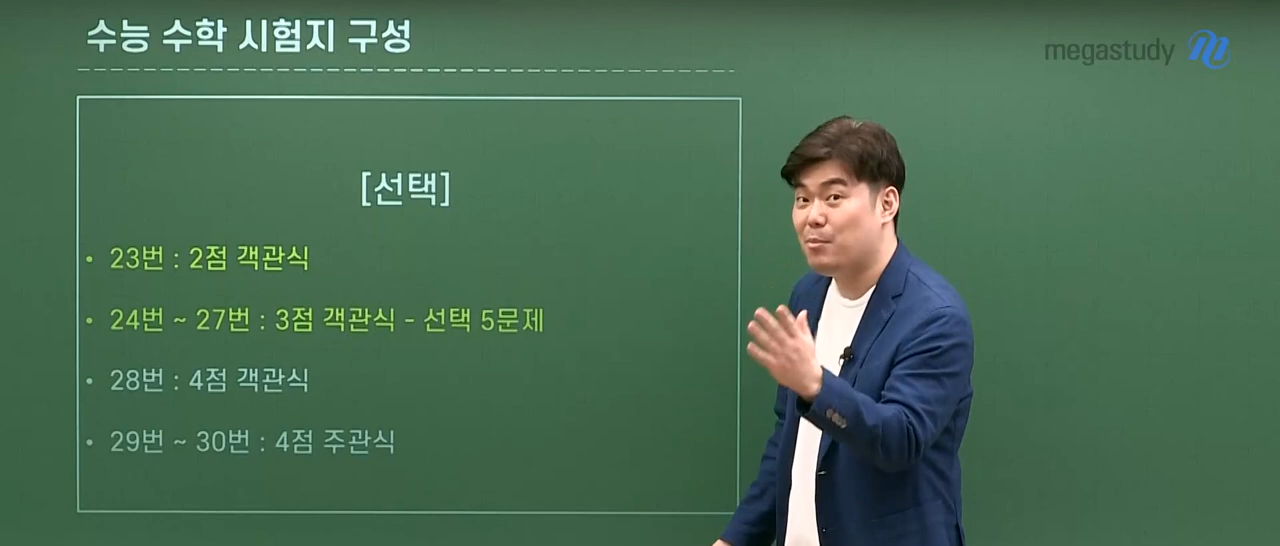 수능 수학 시험지 구성
megastudy
[선택]
• 23번 : 2점 객관식
• 24번 ~ 27번 : 3점 객관식 - 선택 5문제
• 28번 : 4점 객관식
• 29번 ~ 30번 : 4점 주관식